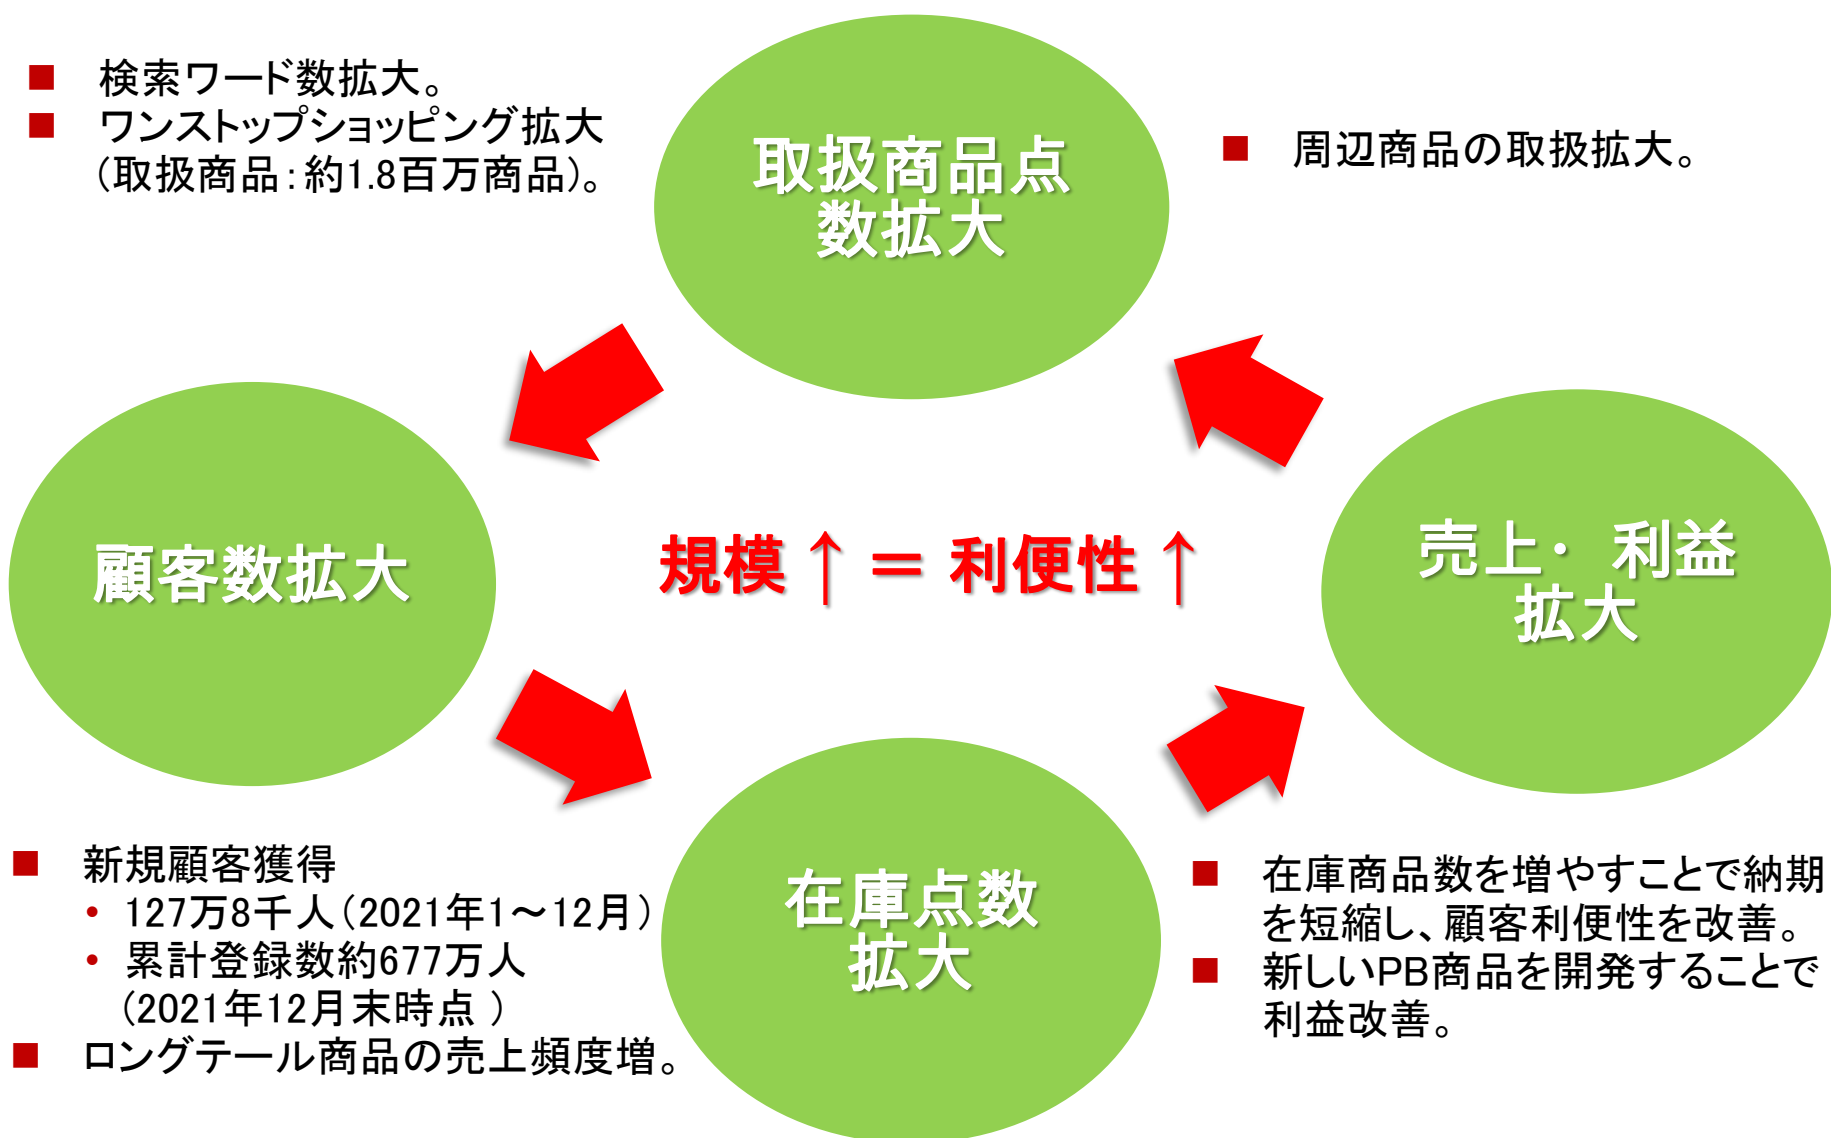 ■ 検索ワード数拡大。
■ ワンストップショッピング拡大
(取扱商品:約1.8百万商品)。
取扱商品点
数拡大
■ 周辺商品の取扱拡大。
顧客数拡大
規模↑ = 利便性↑
売上・ 利益
拡大
■ 新規顧客獲得
• 127万8千人(2021年1~12月)
• 累計登録数約677万人
(2021年12月末時点 )
■ ロングテール商品の売上頻度増。
在庫点数
拡大
■ 在庫商品数を増やすことで納期
を短縮し、顧客利便性を改善。
■ 新しいPB商品を開発することで
利益改善。